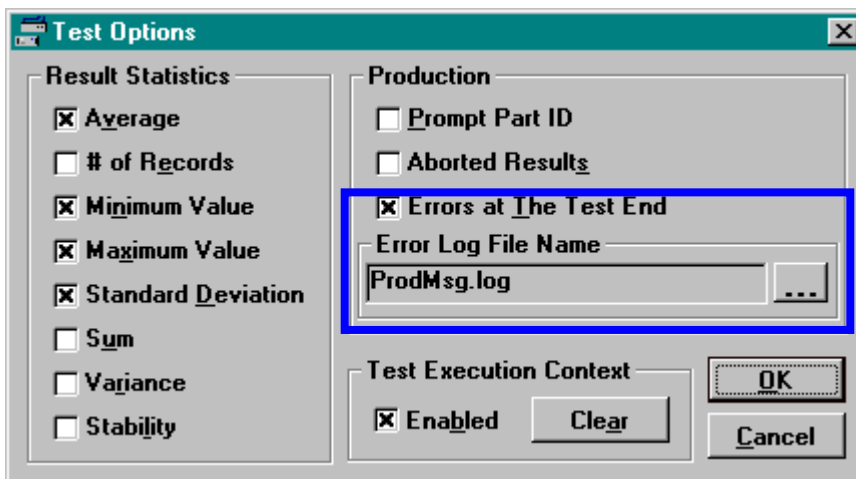 Test Options
Result Statistics
Average
# of Records
Minimum Value
Maximum Value
Standard Deviation
Sum
Variance
Stability
Production
Prompt Part ID
Aborted Results
Errors at The Test End
Error Log File Name
ProdMsg.log
...
Test Execution Context
Enabled
Clear
OK
Cancel